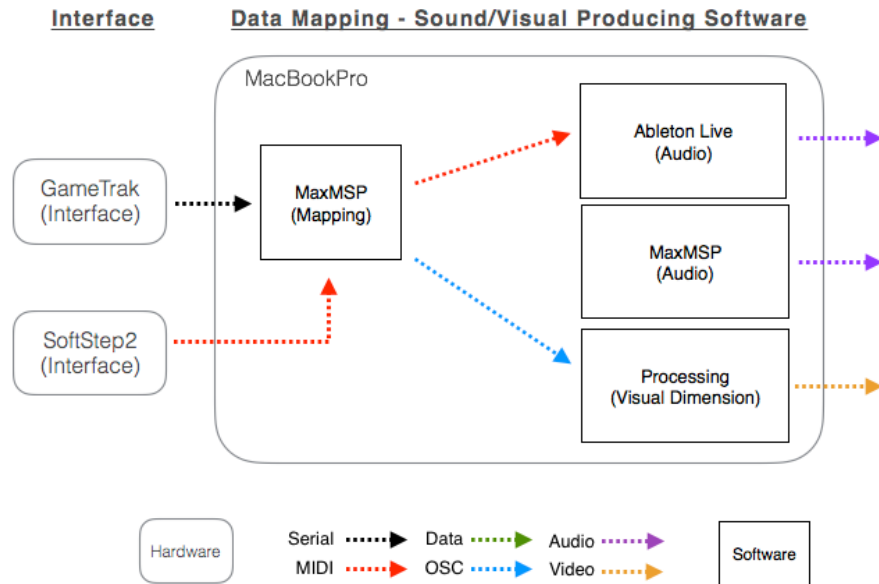 Interface
Data Mapping - Sound/Visual Producing Software
MacBookPro
GameTrak
(Interface)
MaxMSP
(Mapping)
Ableton Live
(Audio)
MaxMSP
(Audio)
SoftStep2
(Interface)
Processing
(Visual Dimension)
Hardware
Serial
Data
Audio
MIDI
OSC
Video
Software